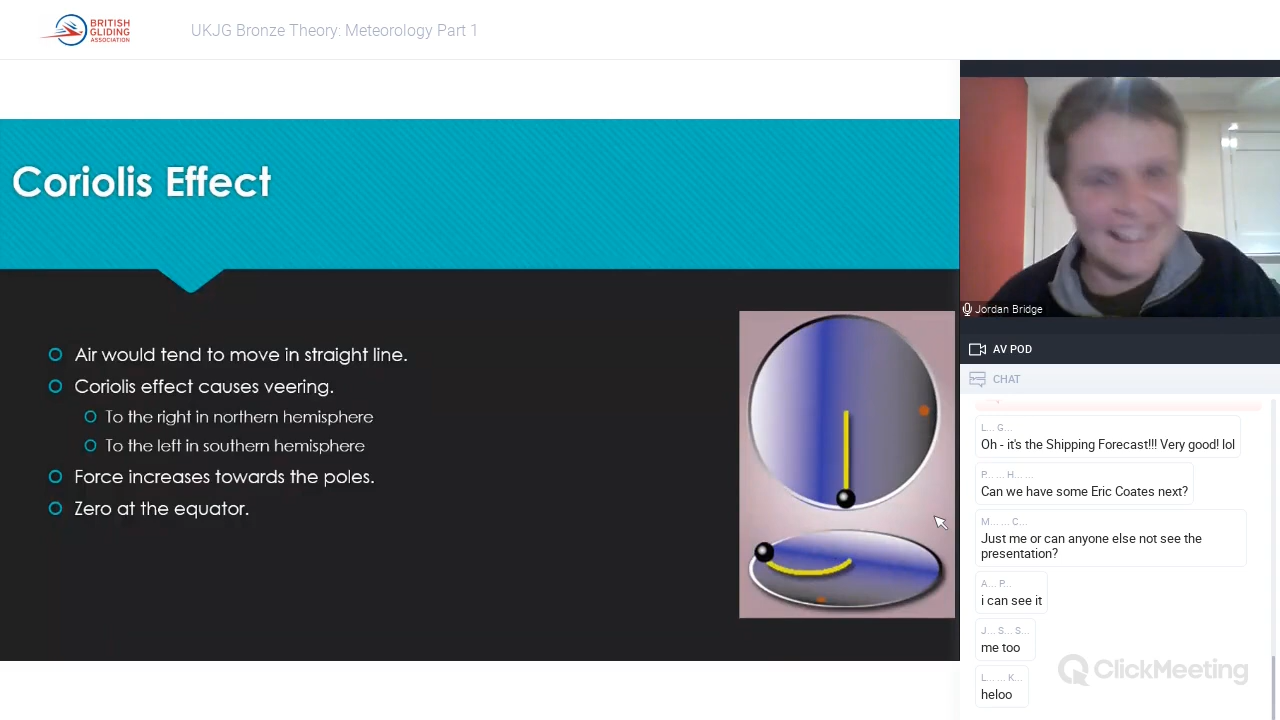 BRITISH
GLIDING
ASSOCIATION
UKJG Bronze Theory: Meteorology Part 1
Coriolis Effect
Air would tend to move in straight line.
Coriolis effect causes veering.
To the right in northern hemisphere
To the left in southern hemisphere
Force increases towards the poles.
Zero at the equator.
Jordan Bridge
AV POD
CHAT
L... G...
Oh - it's the Shipping Forecast!!! Very good! lol
P... ... H... ...
Can we have some Eric Coates next?
M... ... C...
Just me or can anyone else not see the
presentation?
A... P...
i can see it
J... S... S...
me too
L... ... K...
heloo
ClickMeeting